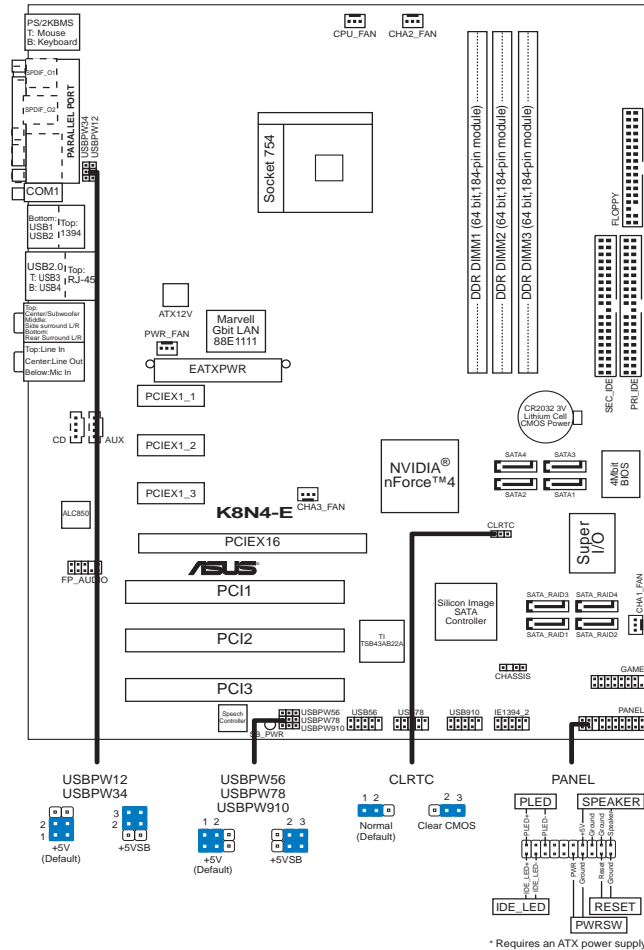 PS/2KBMS
T: Mouse
B: Keyboard
CPU_FAN
CHA2_FAN
SPDIF_O1
SPDIF_O2
PARALLEL PORT
USBPW34
USBPW12
Socket 754
DDR DIMM1 (64 bit,184-pin module)
DDR DIMM2 (64 bit,184-pin module)
DDR DIMM3 (64 bit,184-pin module)
FLOPPY
COM1
Bottom:
USB1
USB2
Top:
1394
USB2.0
T: USB3
B: USB4
Top:
RJ-45
Top:
Center/Subwoofer
Middle:
Side surround L/R
Bottom:
Rear Surround L/R
Top:Line In
Center:Line Out
Below:Mic In
ATX12V
PWR_FAN
Marvell
Gbit LAN
88E1111
EATXPWR
SEC_IDE
PRI_IDE
PCIEX1_1
CR2032 3V
Lithium Cell
CMOS Power
CD
AUX
PCIEX1_2
NVIDIA®
nForce™4
SATA4
SATA3
SATA2
SATA1
4Mbit
BIOS
PCIEX1_3
CHA3_FAN
ALC850
K8N4-E
CLRTC
Super
I/O
PCIEX16
FP_AUDIO
ASUS
PCI1
Silicon Image
SATA
Controller
SATA_RAID3
SATA_RAID4
SATA_RAID1
SATA_RAID2
CHA1_FAN
PCI2
TI
TSB43AB22A
CHASSIS
GAME
PCI3
Speech
Controller
SB_PWR
USBPW56
USBPW78
USBPW910
USB56
USB78
USB910
IE1394_2
PANEL
USBPW12
USBPW34
2
1
+5V
(Default)
3
2
+5VSB
USBPW56
USBPW78
USBPW910
1 2
+5V
(Default)
2 3
+5VSB
CLRTC
1 2
Normal
(Default)
2 3
Clear CMOS
PANEL
PLED
SPEAKER
PLED+
PLED-
+5V
Ground
Ground
Speaker
IDE_LED+
IDE_LED-
PWR
Ground
Reset
Ground
IDE_LED
RESET
PWRSW
* Requires an ATX power supply